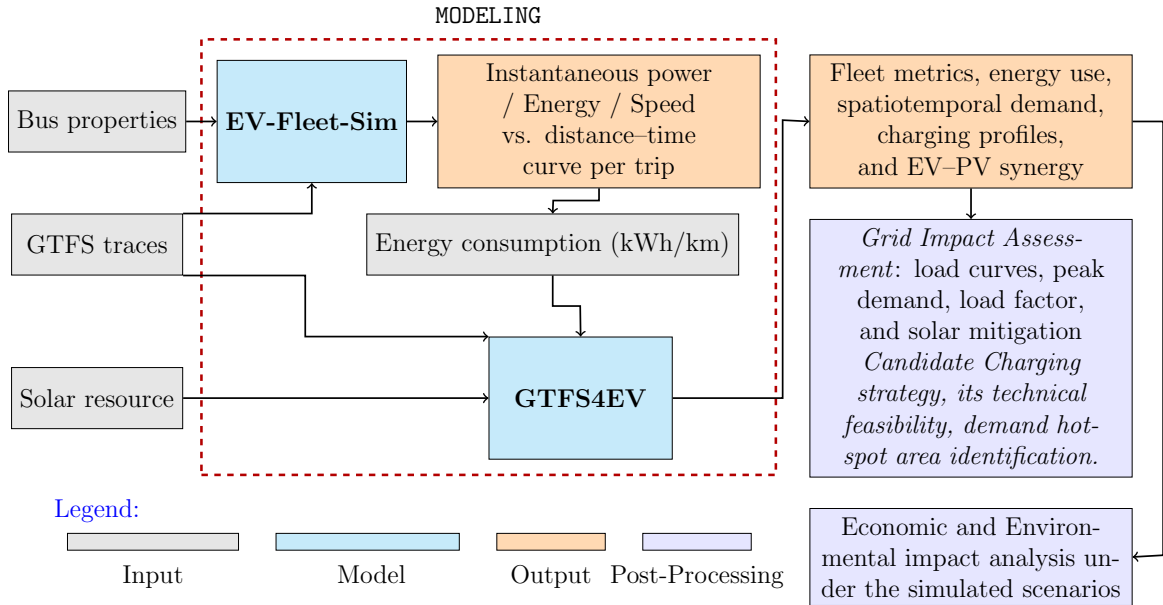 MODELING
Bus properties
EV-Fleet-Sim
Instantaneous power
/ Energy / Speed
vs. distance–time
curve per trip
Fleet metrics, energy use,
spatiotemporal demand,
charging profiles,
and EV–PV synergy
GTFS traces
Energy consumption (kWh/km)
Solar resource
GTFS4EV
Grid Impact Assess-
ment: load curves, peak
demand, load factor,
and solar mitigation
Candidate Charging
strategy, its technical
feasibility, demand hot-
spot area identification.
Economic and Environ-
mental impact analysis un-
der the simulated scenarios
Legend:
Input
Model
Output
Post-Processing